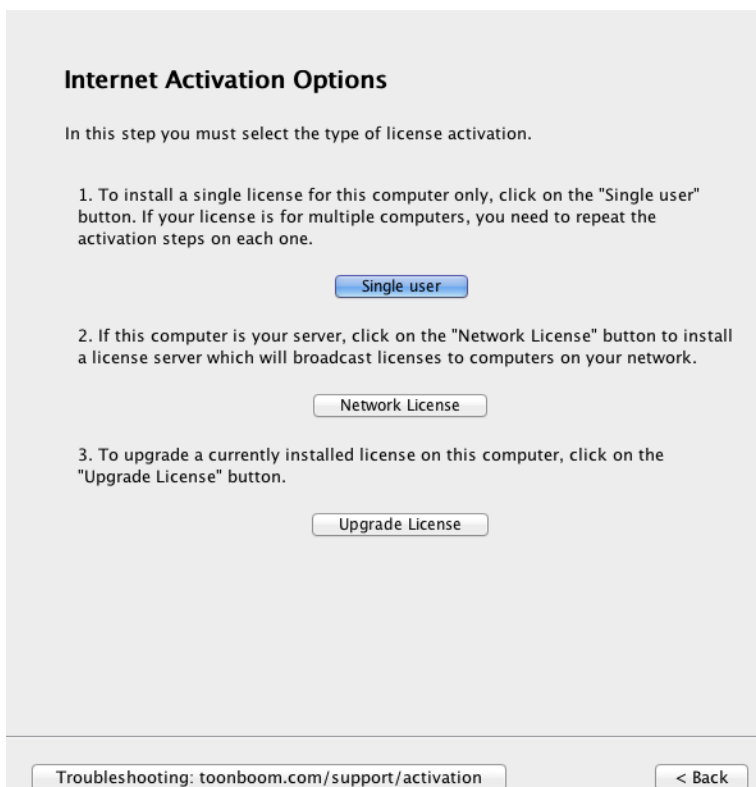 Internet Activation Options
In this step you must select the type of license activation.
1. To install a single license for this computer only, click on the "Single user"
button. If your license is for multiple computers, you need to repeat the
activation steps on each one.
Single user
2. If this computer is your server, click on the "Network License" button to install
a license server which will broadcast licenses to computers on your network.
Network License
3. To upgrade a currently installed license on this computer, click on the
"Upgrade License" button.
Upgrade License
Troubleshooting: toonboom.com/support/activation
< Back